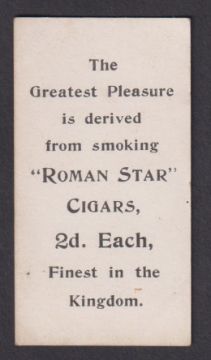 The
Greatest Pleasure
is derived
from smoking
"ROMAN STAR"
CIGARS,
2d. Each,
Finest in the
Kingdom.